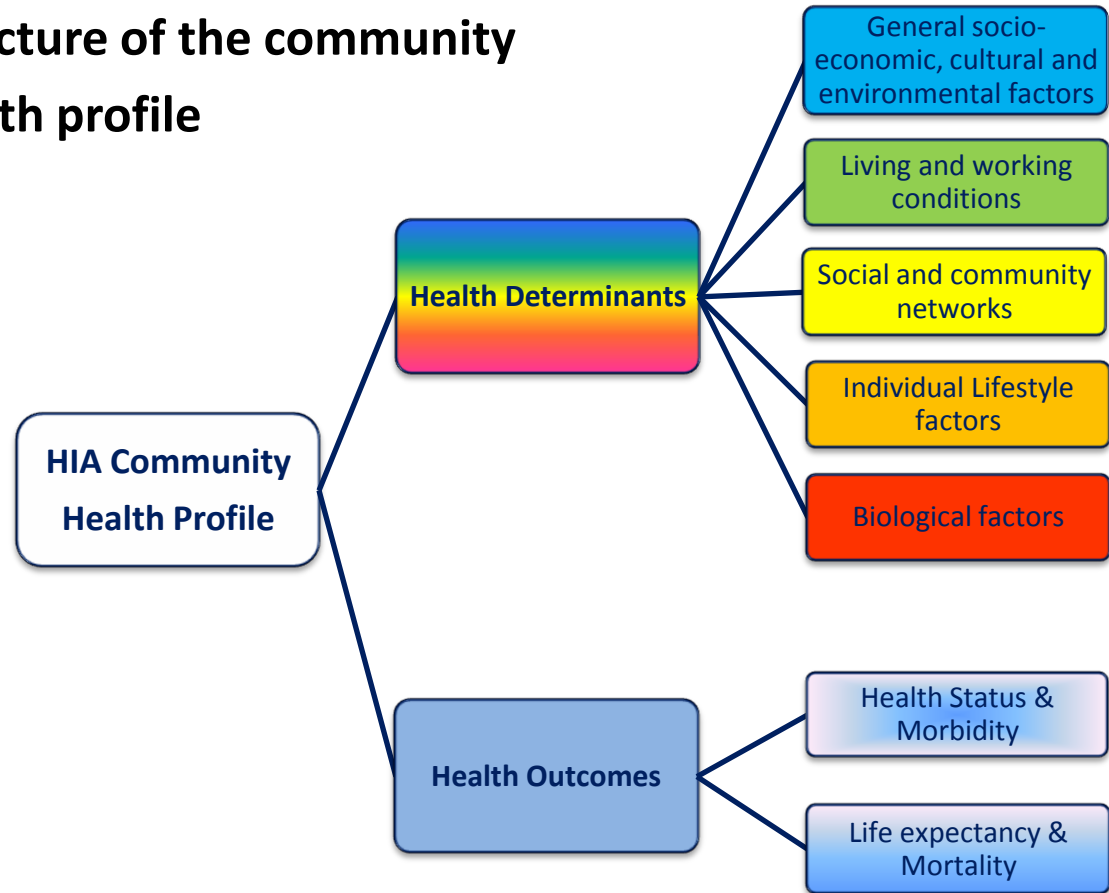 cture of the community
th profile
General socio-
economic, cultural and
environmental factors
Living and working
conditions
Health Determinants
Social and community
networks
Individual Lifestyle
factors
HIA Community
Health Profile
Biological factors
Health Status &
Morbidity
Health Outcomes
Life expectancy &
Mortality